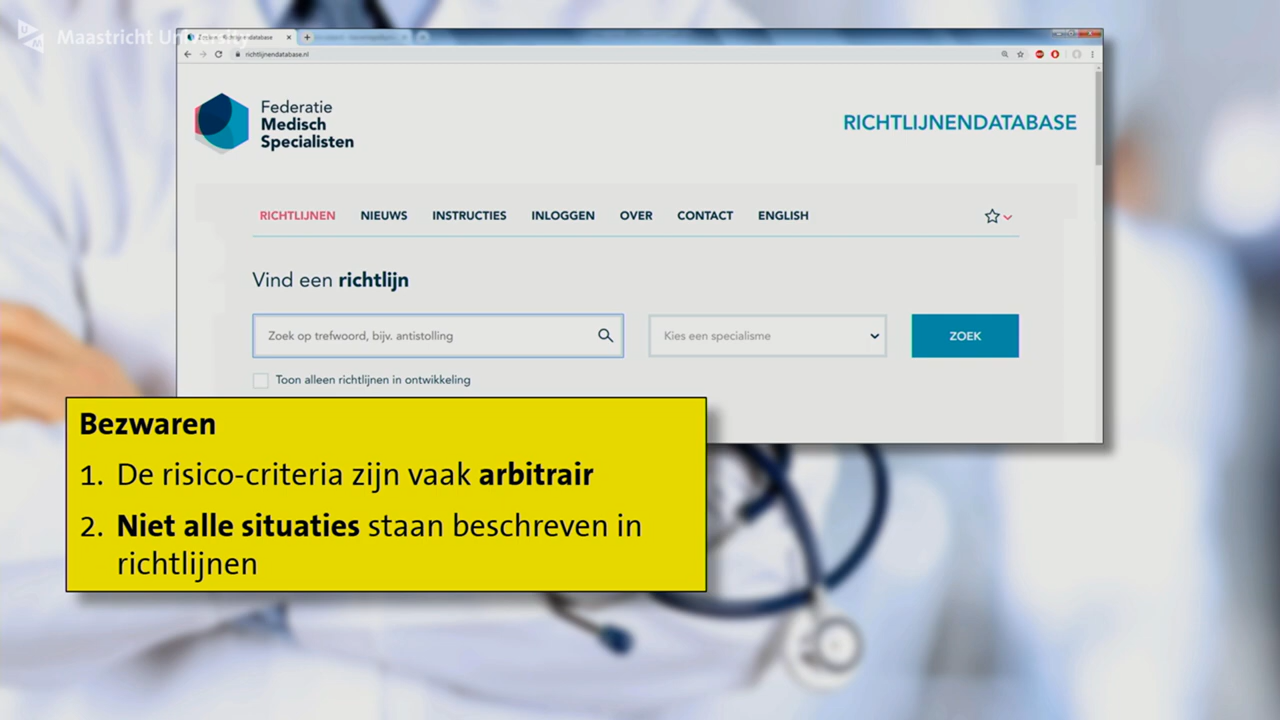 Maastricht University
richtlijnendatabase.nl
Federatie
Medisch
Specialisten
RICHTLIJNENDATABASE
RICHTLIJNEN NIEUWS INSTRUCTIES INLOGGEN OVER CONTACT ENGLISH
Vind een richtlijn
Zoek op trefwoord, bijv. antistolling
Kies een specialisme
ZOEK
Toon alleen richtlijnen in ontwikkeling
Bezwaren
1. De risico-criteria zijn vaak arbitrair
2. Niet alle situaties staan beschreven in
richtlijnen